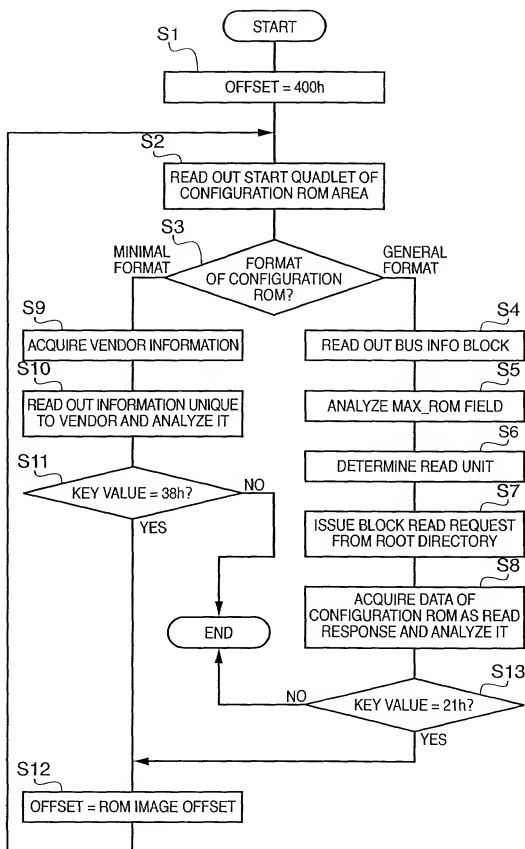 START
S1
OFFSET = 400h
S2
READ OUT START QUADLET OF
CONFIGURATION ROM AREA
S3
MINIMAL
FORMAT
FORMAT
OF CONFIGURATION
ROM?
GENERAL
FORMAT
S9
ACQUIRE VENDOR INFORMATION
S10
READ OUT INFORMATION UNIQUE
TO VENDOR AND ANALYZE IT
S11
KEY VALUE = 38h?
NO
YES
S4
READ OUT BUS INFO BLOCK
S5
ANALYZE MAX_ROM FIELD
S6
DETERMINE READ UNIT
S7
ISSUE BLOCK READ REQUEST
FROM ROOT DIRECTORY
S8
ACQUIRE DATA OF
CONFIGURATION ROM AS READ
RESPONSE AND ANALYZE IT
END
S13
NO
KEY VALUE = 21h?
YES
S12
OFFSET = ROM IMAGE OFFSET